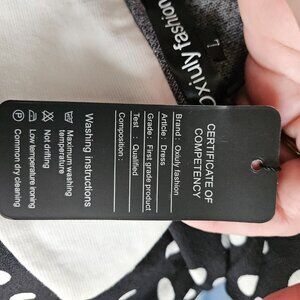 Oxiuly fashion
7
CERTIFICATE OF
COMPETENCY
Brand : Oxiuly fashion
Article : Dress
Grade : First grade product
Test : Qualified
Composition :
Washing instructions
Maximum washing
temperature
Not drifting
Low temperature ironing
Common dry cleaning